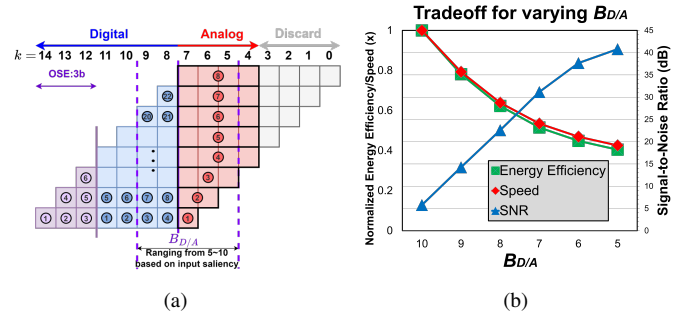 Digital Analog Discard
k = 14 13 12 11 10 9 8 7 6 5 4 3 2 1 0
OSE:3b
8
22 7
20 21 6
5
4
6 3
4 5 5 6 7 8 2
1 2 3 1 2 3 4 1
B_{D/A}
Ranging from 5~10
based on input saliency
(a)
Tradeoff for varying B_{D/A}
Normalized Energy Efficiency/Speed (x)
1
0.8
0.6
0.4
0.2
0
45
40
35
30
25
20
15
10
5
0
Signal-to-Noise Ratio (dB)
Energy Efficiency
Speed
SNR
10 9 8 7 6 5
B_{D/A}
(b)